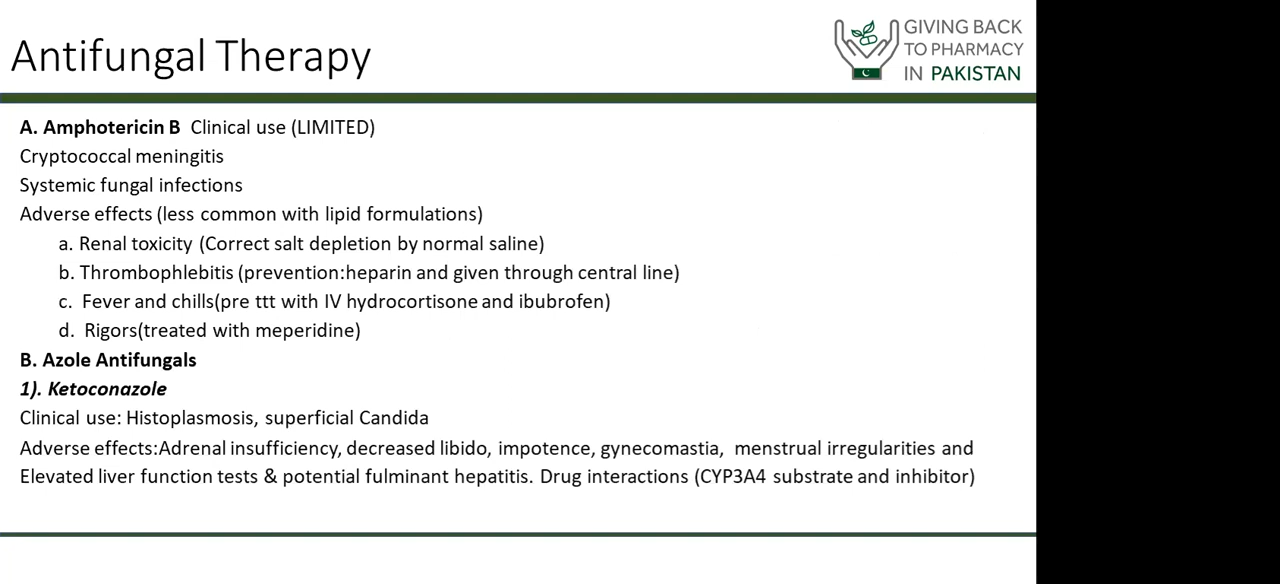 Antifungal Therapy
GIVING BACK
TO PHARMACY
IN PAKISTAN
A. Amphotericin B Clinical use (LIMITED)
Cryptococcal meningitis
Systemic fungal infections
Adverse effects (less common with lipid formulations)
a. Renal toxicity (Correct salt depletion by normal saline)
b. Thrombophlebitis (prevention:heparin and given through central line)
c. Fever and chills(pre ttt with IV hydrocortisone and ibubrofen)
d. Rigors(treated with meperidine)
B. Azole Antifungals
1). Ketoconazole
Clinical use: Histoplasmosis, superficial Candida
Adverse effects:Adrenal insufficiency, decreased libido, impotence, gynecomastia, menstrual irregularities and
Elevated liver function tests & potential fulminant hepatitis. Drug interactions (CYP3A4 substrate and inhibitor)